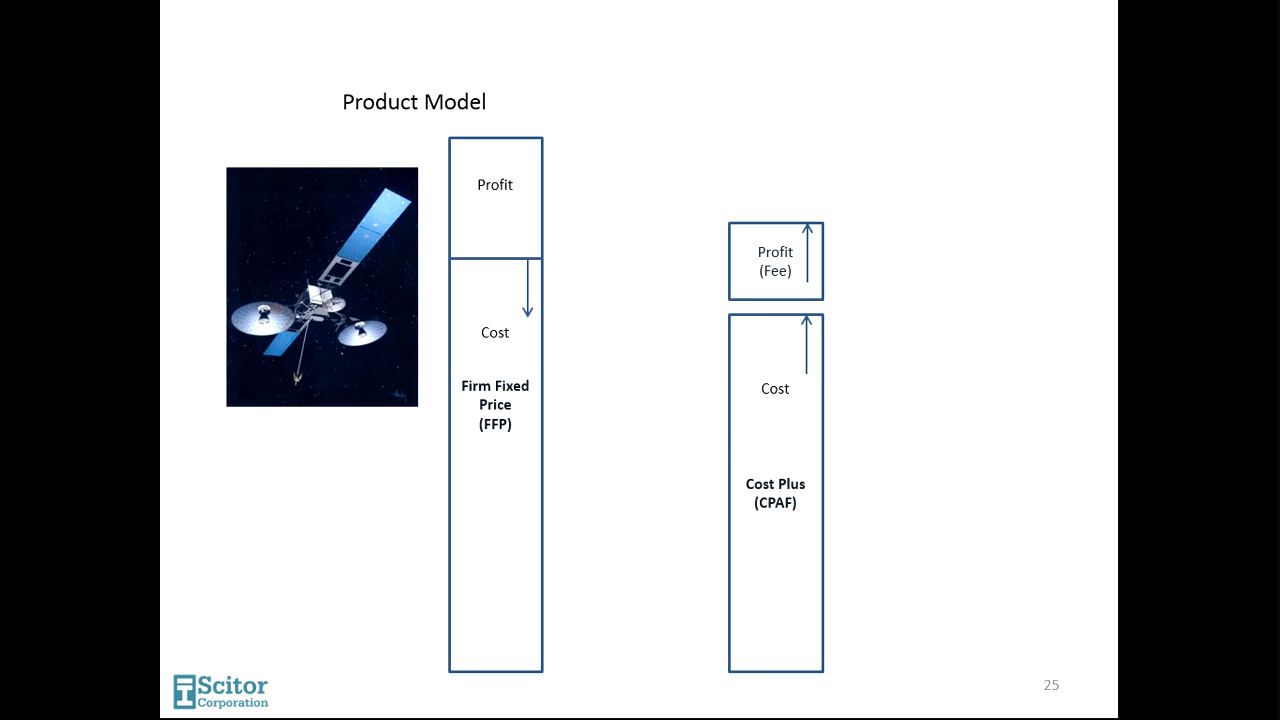 Product Model
Profit
Cost
Firm Fixed
Price
(FFP)
Profit
(Fee)
Cost
Cost Plus
(CPAF)
Scitor
Corporation
25